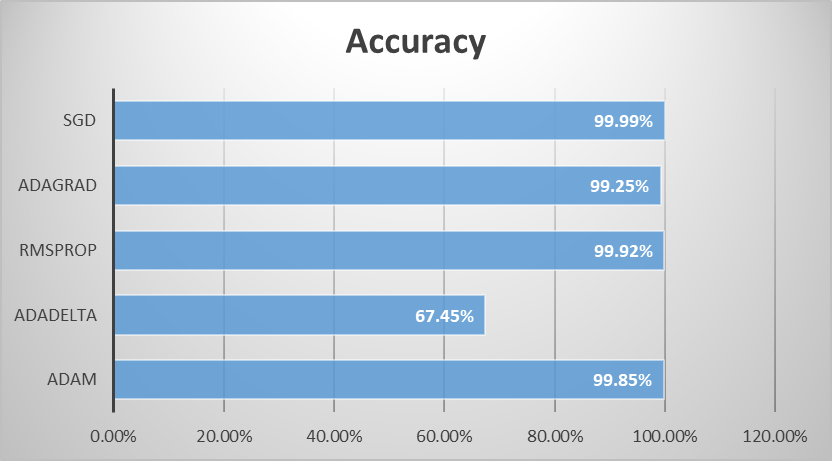 Accuracy
SGD
99.99%
ADAGRAD
99.25%
RMSPROP
99.92%
ADADELTA
67.45%
ADAM
99.85%
0.00% 20.00% 40.00% 60.00% 80.00% 100.00% 120.00%